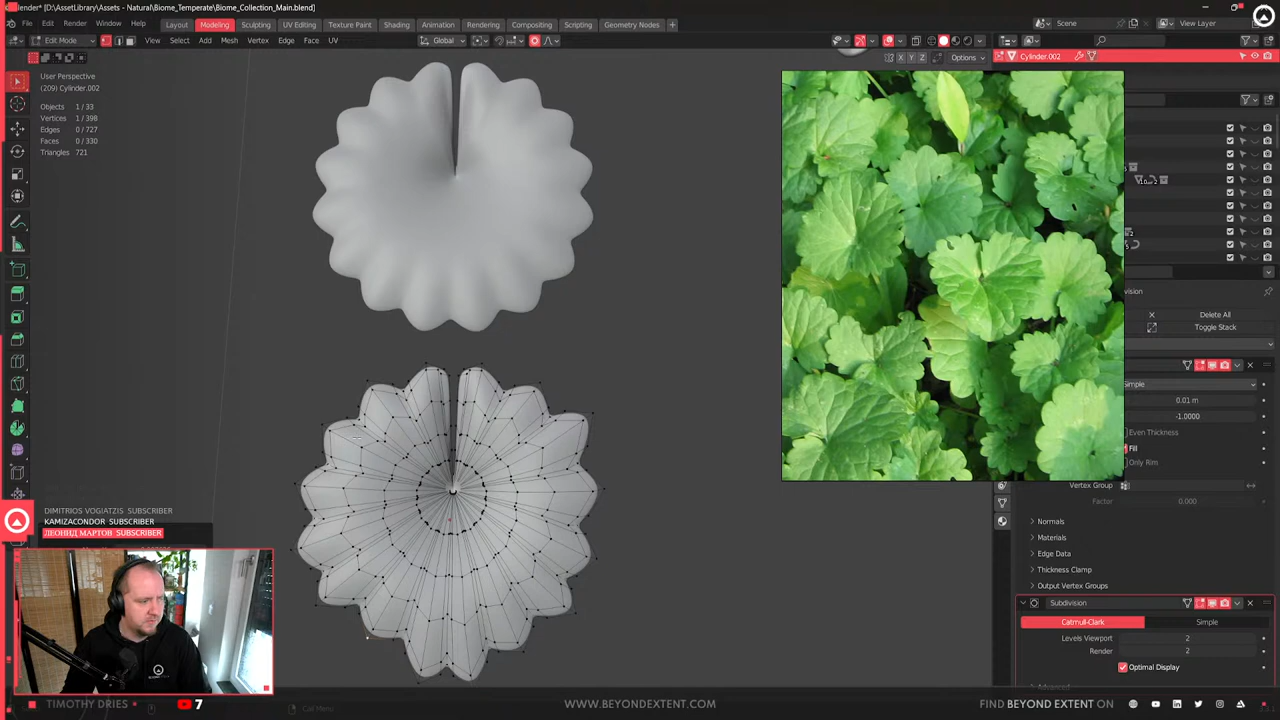 ender* [D:\AssetLibrary\Assets - Natural\Biome_Temperate\Biome_Collection_Main.blend]
File Edit Render Window Help
Layout Modeling Sculpting UV Editing Texture Paint Shading Animation Rendering Compositing Scripting Geometry Nodes
Scene View Layer
Edit Mode View Select Add Mesh Vertex Edge Face UV Global
X Y Z Options
Cylinder.002
User Perspective
(209) Cylinder.002
Objects 1 / 33
Vertices 1 / 398
Edges 0 / 727
Faces 0 / 330
Triangles 721
Delete All
Toggle Stack
Simple
0.01 m
-1.0000
Even Thickness
Fill
Only Rim
Vertex Group
Factor 0.000
Normals
Materials
Edge Data
Thickness Clamp
Output Vertex Groups
Subdivision
Catmull-Clark Simple
Levels Viewport 2
Render 2
Optimal Display
Advanced
DIMITRIOS VOGIATZIS SUBSCRIBER
KAMIZACONDOR SUBSCRIBER
ЛЕОНИД МАРТОВ SUBSCRIBER
TIMOTHY DRIES 7 WWW.BEYONDEXTENT.COM FIND BEYOND EXTENT ON